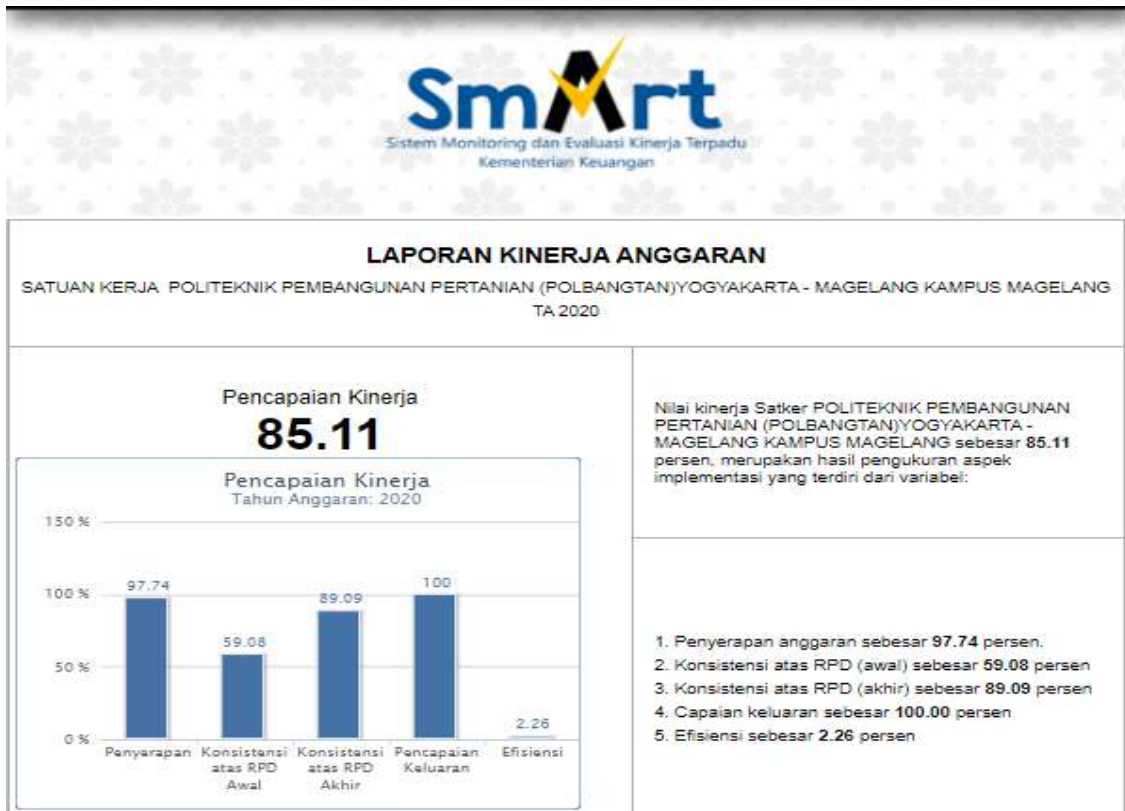 SmArt
Sistem Monitoring dan Evaluasi Kinerja Terpadu
Kementerian Keuangan
LAPORAN KINERJA ANGGARAN
SATUAN KERJA POLITEKNIK PEMBANGUNAN PERTANIAN (POLBANGTAN)YOGYAKARTA - MAGELANG KAMPUS MAGELANG
TA 2020
Pencapaian Kinerja
85.11
Pencapaian Kinerja
Tahun Anggaran: 2020
150 %
100 %
50 %
0 %
97.74
59.08
89.09
100
2.26
Penyerapan
Konsistensi
atas RPD
Awal
Konsistensi
atas RPD
Akhir
Pencapaian
Keluaran
Efisiensi
Nilai kinerja Satker POLITEKNIK PEMBANGUNAN
PERTANIAN (POLBANGTAN)YOGYAKARTA -
MAGELANG KAMPUS MAGELANG sebesar 85.11
persen, merupakan hasil pengukuran aspek
implementasi yang terdiri dari variabel:
1. Penyerapan anggaran sebesar 97.74 persen.
2. Konsistensi atas RPD (awal) sebesar 59.08 persen
3. Konsistensi atas RPD (akhir) sebesar 89.09 persen
4. Capaian keluaran sebesar 100.00 persen
5. Efisiensi sebesar 2.26 persen